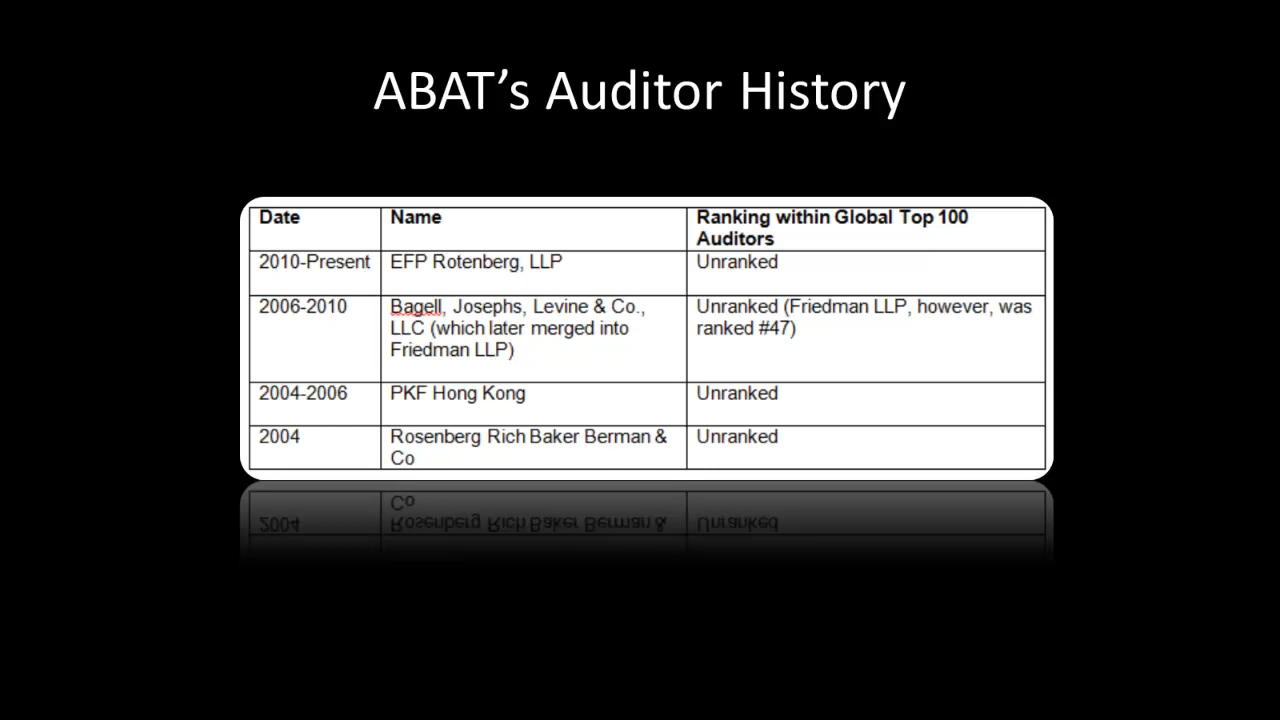 ABAT’s Auditor History
Date Name Ranking within Global Top 100
Auditors
2010-Present EFP Rotenberg, LLP Unranked
2006-2010 Bagell, Josephs, Levine & Co., Unranked (Friedman LLP, however, was
LLC (which later merged into ranked #47)
Friedman LLP)
2004-2006 PKF Hong Kong Unranked
2004 Rosenberg Rich Baker Berman & Unranked
Co